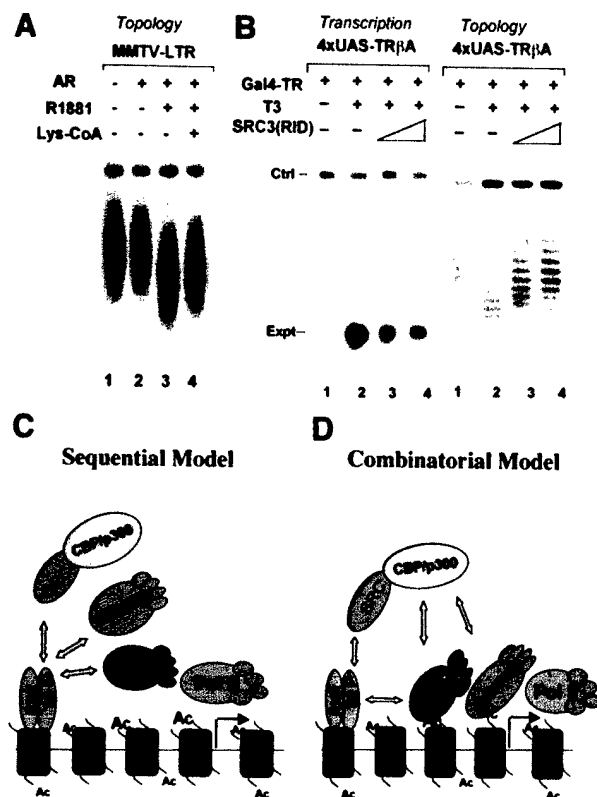 A
Topology
MMTV-LTR
AR - + + +
R1881 - - + +
Lys-CoA - - - +
1 2 3 4
B
Transcription Topology
4xUAS-TRβA 4xUAS-TRβA
Gal4-TR + + + + + + + +
T3 - + + + - + + +
SRC3(RID) - - - -
Ctrl
Expt
1 2 3 4 1 2 3 4
C
Sequential Model
CBP/p300
Ac Ac Ac Ac
Ac Ac
D
Combinatorial Model
CBP/p300
SRC
Pol
Ac
Ac Ac